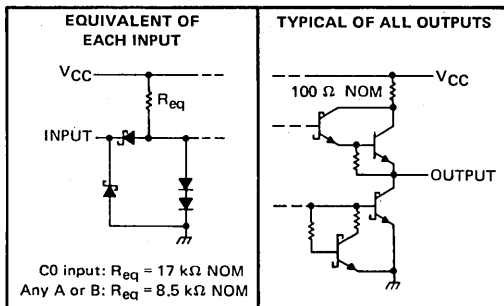 EQUIVALENT OF
EACH INPUT
VCC
Req
INPUT
C0 input: Req = 17 kΩ NOM
Any A or B: Req = 8.5 kΩ NOM
TYPICAL OF ALL OUTPUTS
VCC
100 Ω NOM
OUTPUT